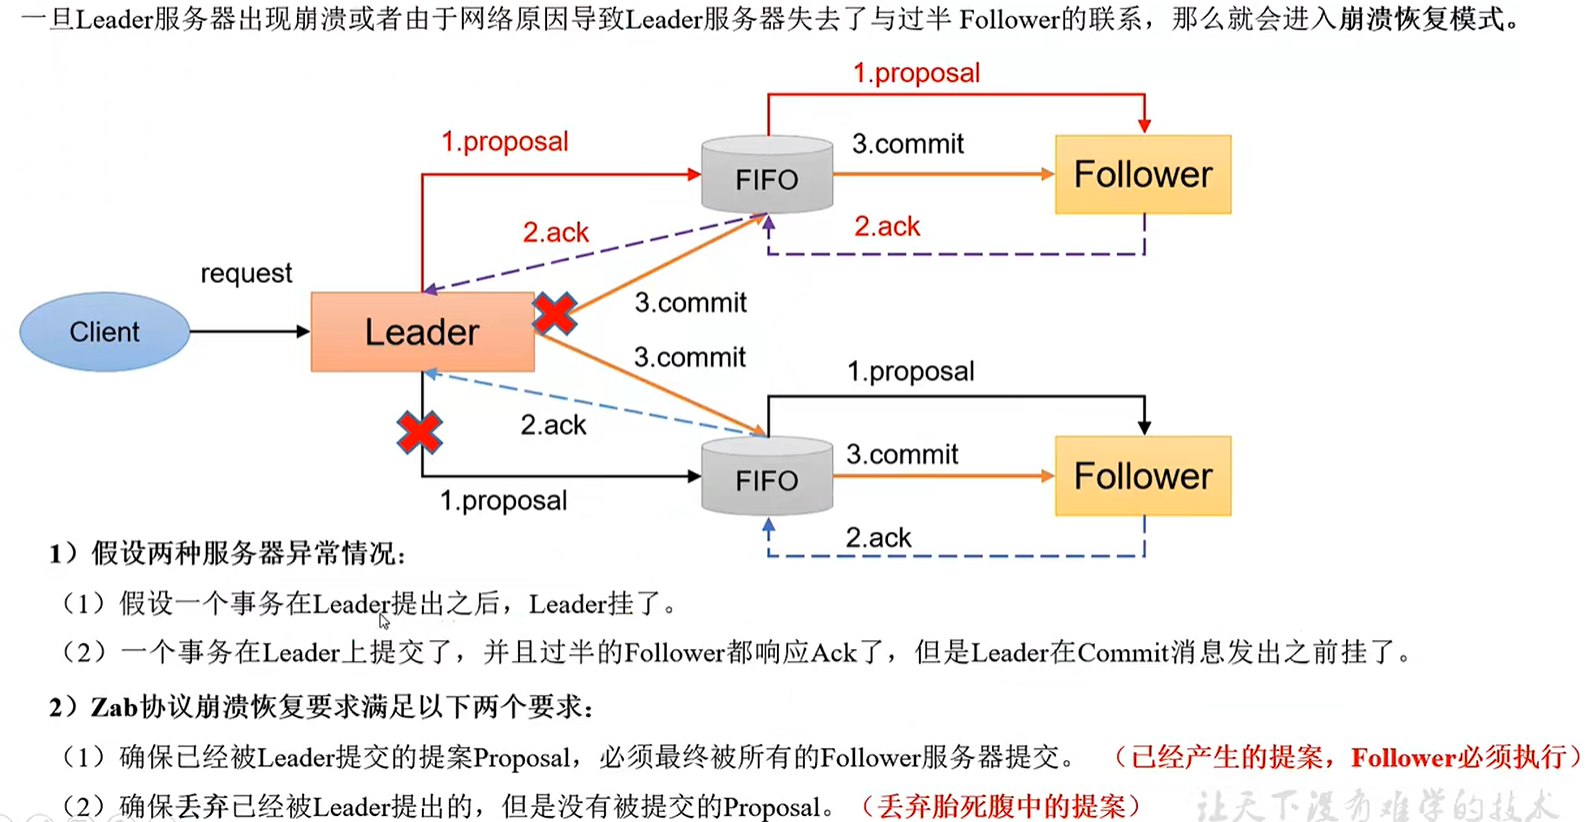 一旦Leader服务器出现崩溃或者由于网络原因导致Leader服务器失去了与过半 Follower的联系，那么就会进入崩溃恢复模式。
1.proposal
1.proposal
3.commit
FIFO
Follower
2.ack
2.ack
request
3.commit
Client
Leader
3.commit
1.proposal
2.ack
3.commit
FIFO
Follower
1.proposal
2.ack
1）假设两种服务器异常情况：
（1）假设一个事务在Leader提出之后，Leader挂了。
（2）一个事务在Leader上提交了，并且过半的Follower都响应Ack了，但是Leader在Commit消息发出之前挂了。
2）Zab协议崩溃恢复要求满足以下两个要求：
（1）确保已经被Leader提交的提案Proposal，必须最终被所有的Follower服务器提交。 （已经产生的提案，Follower必须执行）
（2）确保丢弃已经被Leader提出的，但是没有被提交的Proposal。（丢弃胎死腹中的提案）
让天下没有难学的技术